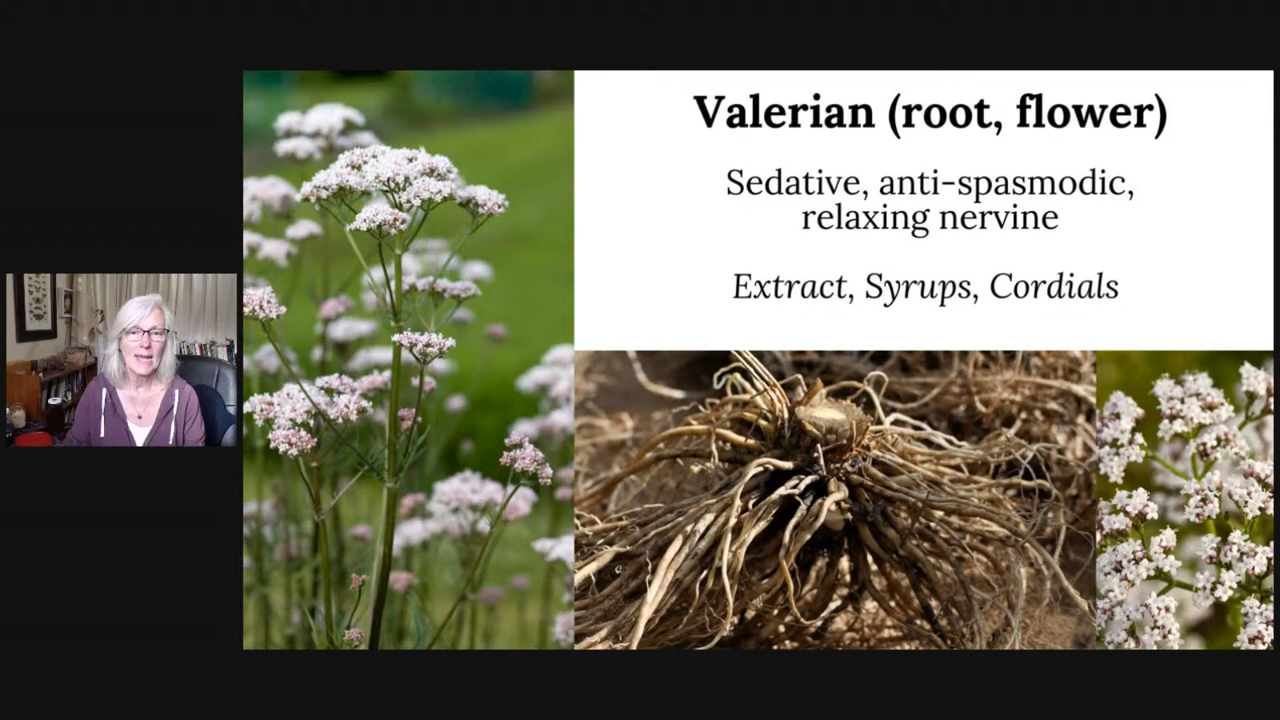 Valerian (root, flower)
Sedative, anti-spasmodic,
relaxing nervine
Extract, Syrups, Cordials